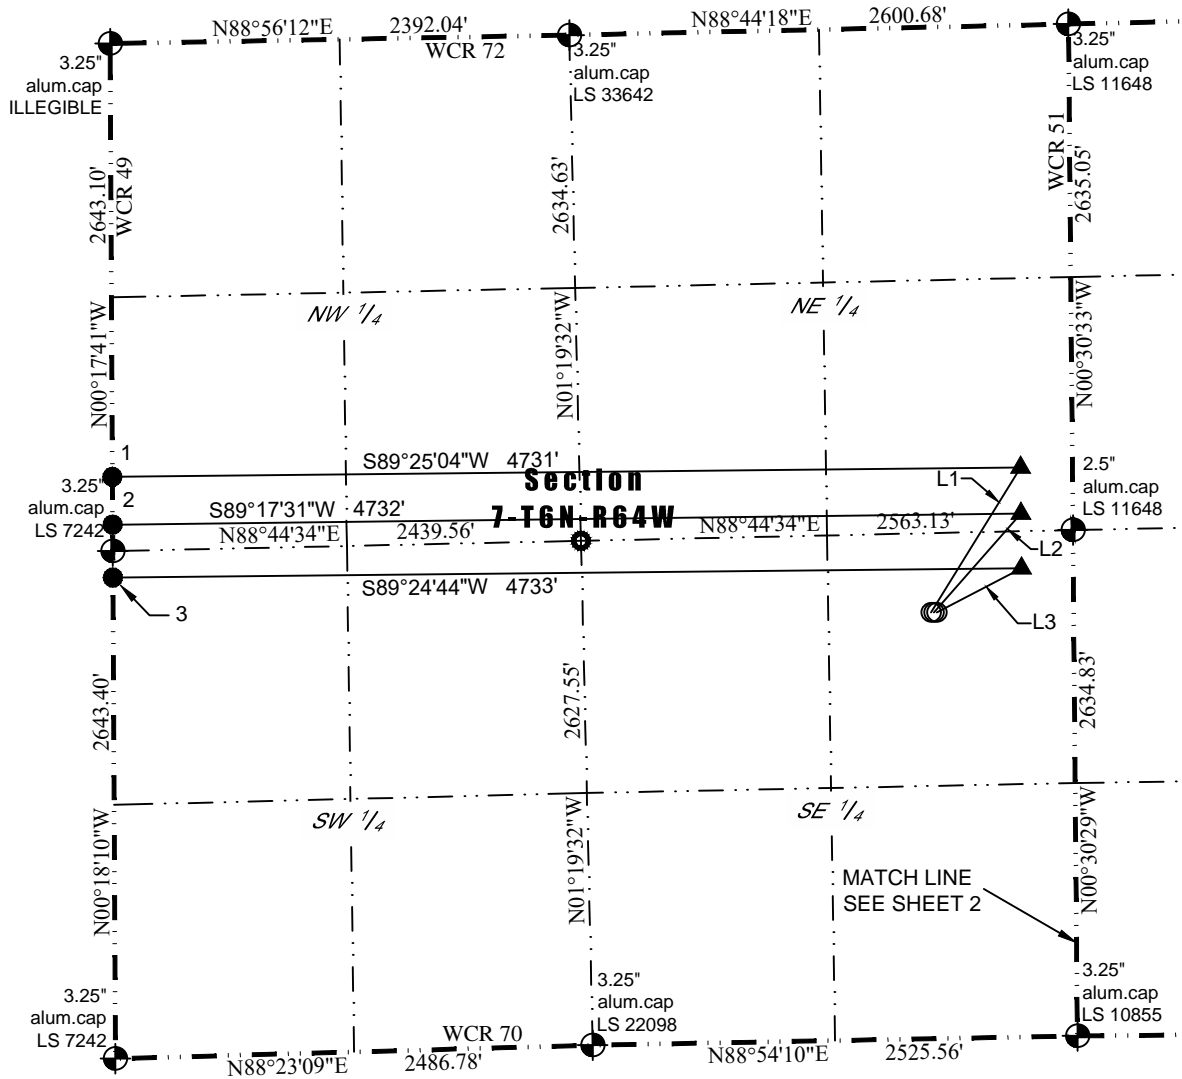 N88°56'12"E 2392.04'
WCR 72
N88°44'18"E 2600.68'
3.25"
alum.cap
ILLEGIBLE
3.25"
alum.cap
LS 33642
3.25"
alum.cap
LS 11648
2643.10'
WCR 49
2634.63'
WCR 51
2635.05'
N00°17'41"W
NW 1/4
N01°19'32"W
NE 1/4
N00°30'33"W
1
S89°25'04"W 4731'
Section
7-T6N-R64W
L1
2.5"
alum.cap
LS 11648
3.25"
alum.cap
LS 7242
2
S89°17'31"W 4732'
N88°44'34"E 2439.56'
N88°44'34"E 2563.13'
L2
S89°24'44"W 4733'
3
L3
2643.40'
2627.55'
2634.83'
N00°18'10"W
SW 1/4
N01°19'32"W
SE 1/4
N00°30'29"W
MATCH LINE
SEE SHEET 2
3.25"
alum.cap
LS 7242
3.25"
alum.cap
LS 22098
3.25"
alum.cap
LS 10855
WCR 70
N88°23'09"E 2486.78'
N88°54'10"E 2525.56'